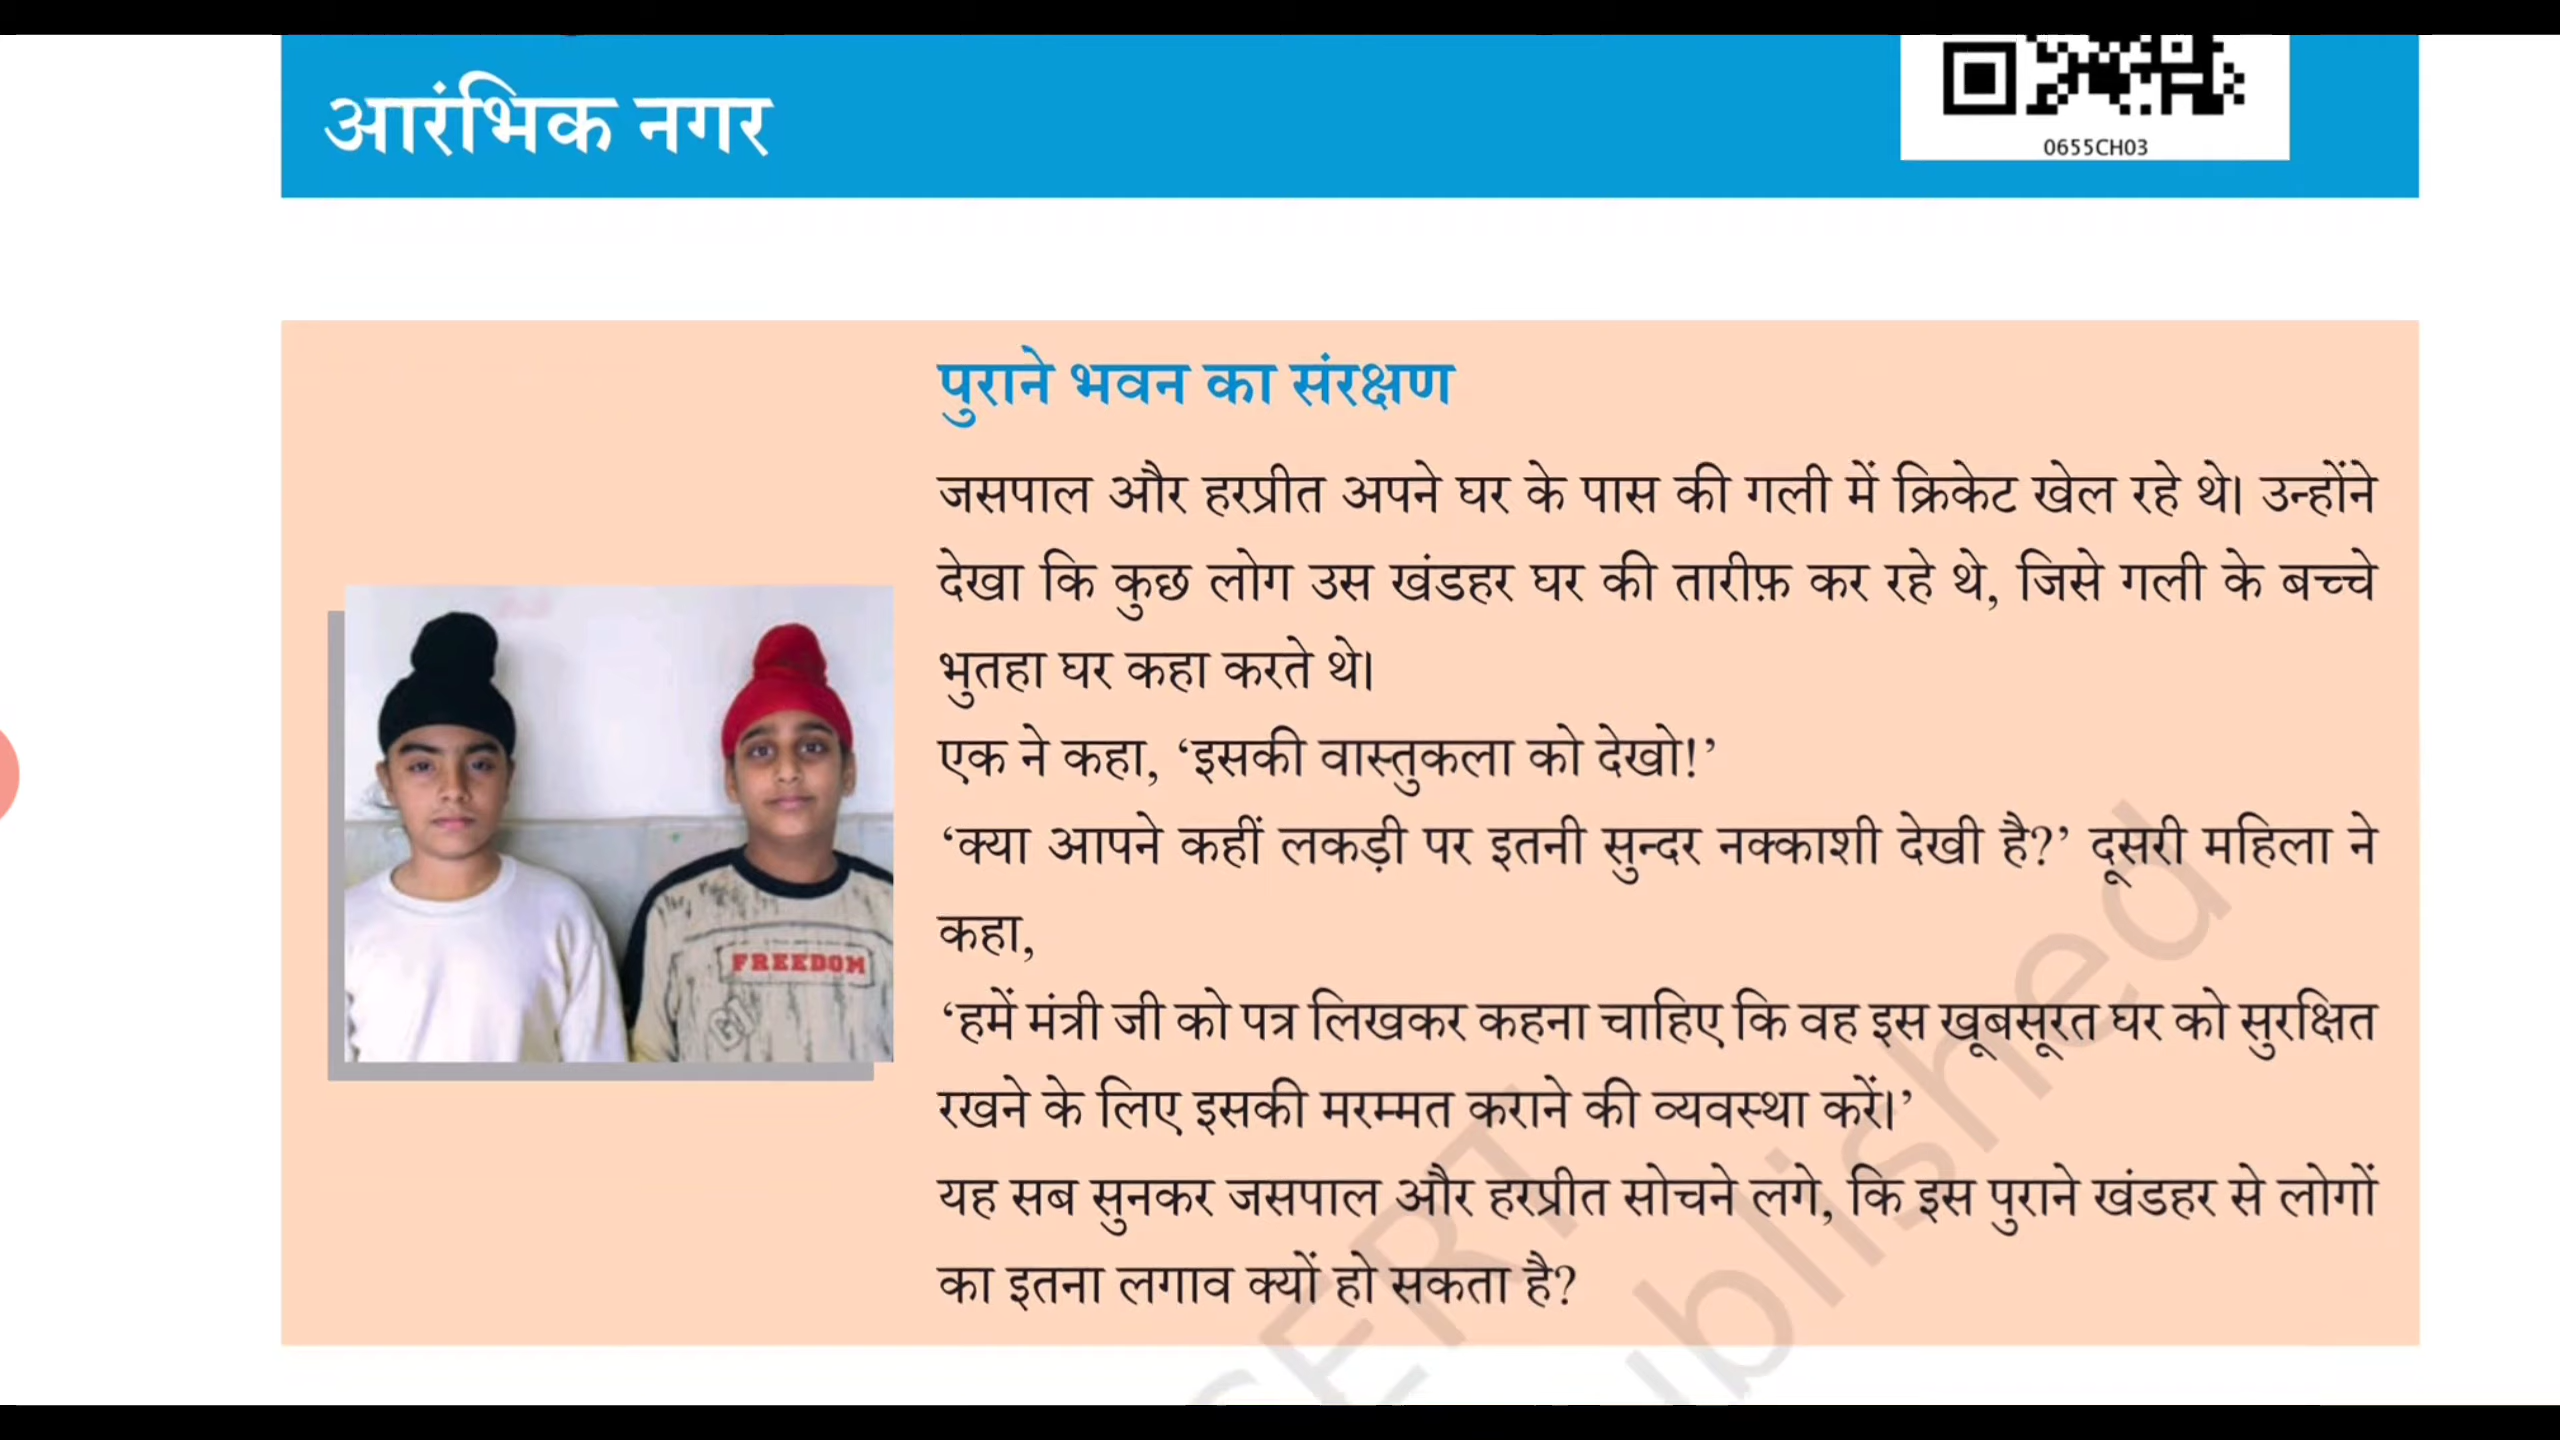 आरंभिक नगर
0655CH03
पुराने भवन का संरक्षण
जसपाल और हरप्रीत अपने घर के पास की गली में क्रिकेट खेल रहे थे। उन्होंने
देखा कि कुछ लोग उस खंडहर घर की तारीफ़ कर रहे थे, जिसे गली के बच्चे
भुतहा घर कहा करते थे।
एक ने कहा, ‘इसकी वास्तुकला को देखो!’
‘क्या आपने कहीं लकड़ी पर इतनी सुन्दर नक्काशी देखी है?’ दूसरी महिला ने
कहा,
‘हमें मंत्री जी को पत्र लिखकर कहना चाहिए कि वह इस खूबसूरत घर को सुरक्षित
रखने के लिए इसकी मरम्मत कराने की व्यवस्था करें।’
यह सब सुनकर जसपाल और हरप्रीत सोचने लगे, कि इस पुराने खंडहर से लोगों
का इतना लगाव क्यों हो सकता है?
FREEDOM